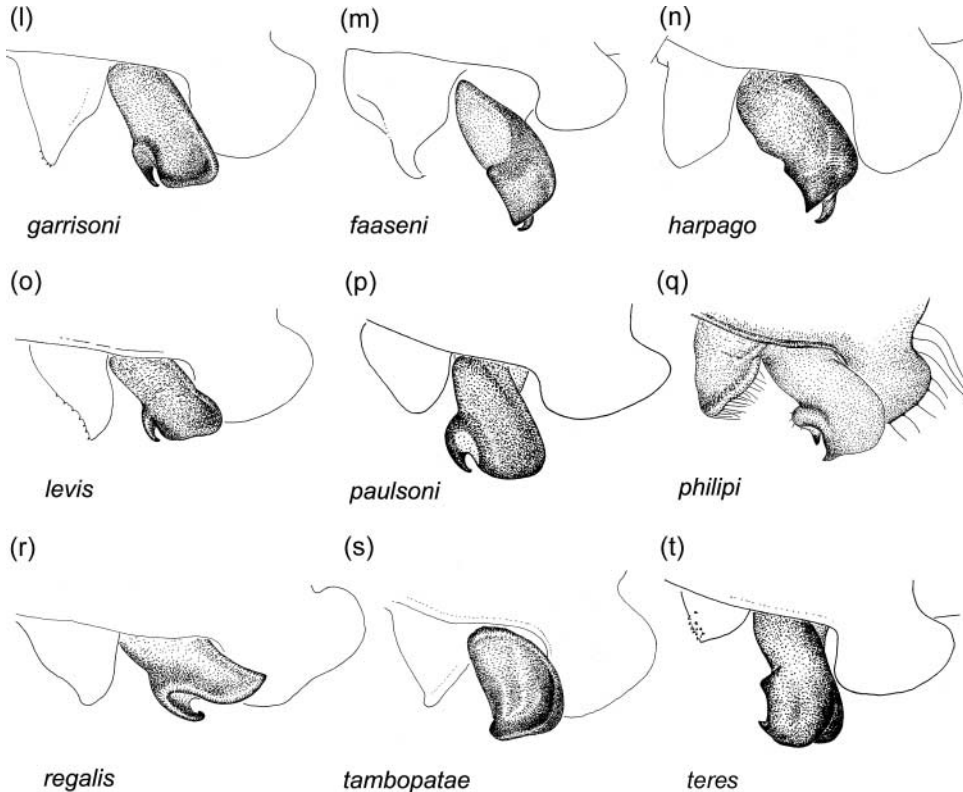 (l) (m) (n)
garrisoni faaseni harpago
(o) (p) (q)
levis paulsoni philipi
(r) (s) (t)
regalis tambopatae teres